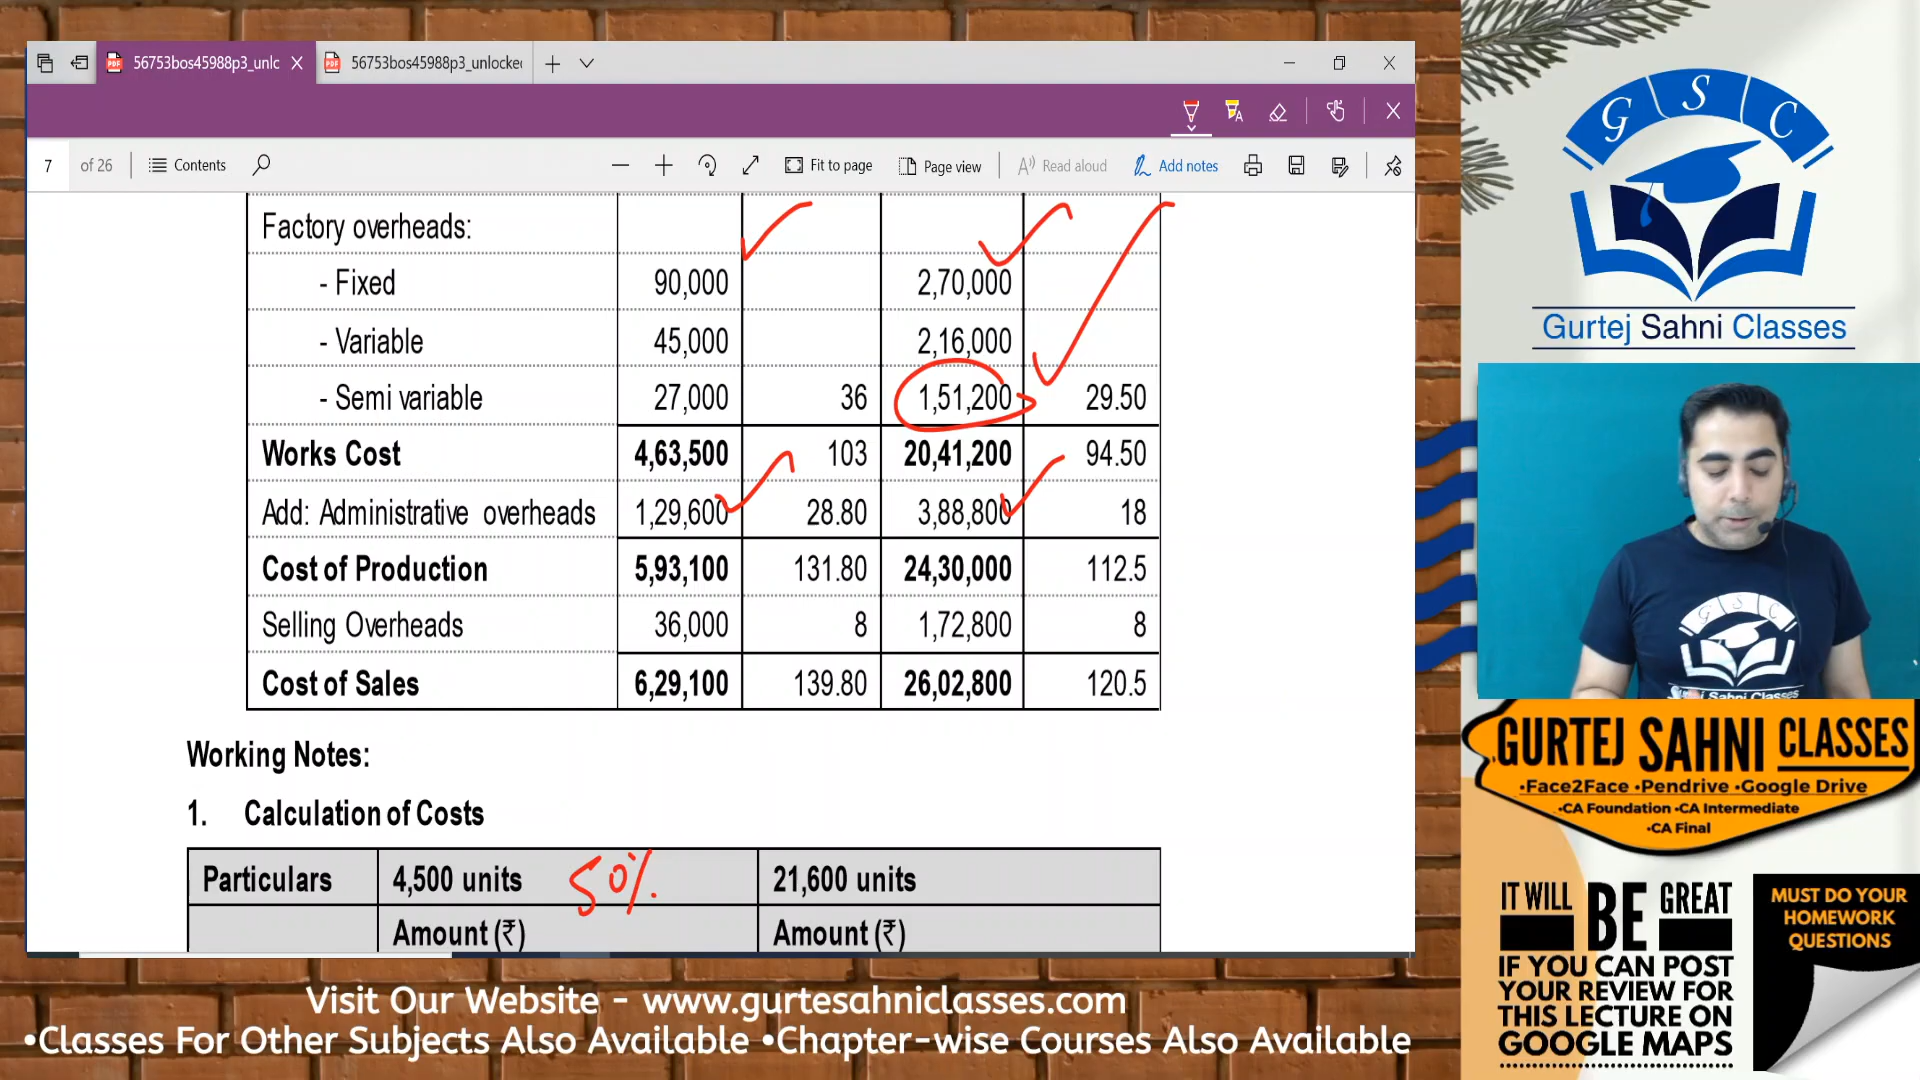 56753bos45988p3_unlc
56753bos45988p3_unlocked
7 of 26 Contents Fit to page Page view Read aloud Add notes
Factory overheads:
- Fixed 90,000 2,70,000
- Variable 45,000 2,16,000
- Semi variable 27,000 36 1,51,200 29.50
Works Cost 4,63,500 103 20,41,200 94.50
Add: Administrative overheads 1,29,600 28.80 3,88,800 18
Cost of Production 5,93,100 131.80 24,30,000 112.5
Selling Overheads 36,000 8 1,72,800 8
Cost of Sales 6,29,100 139.80 26,02,800 120.5
Working Notes:
1. Calculation of Costs
Particulars 4,500 units 50% 21,600 units
Amount (₹) Amount (₹)
G S C
Gurtej Sahni Classes
G S C
GURTEJ SAHNI CLASSES
•Face2Face •Pendrive •Google Drive
•CA Foundation •CA Intermediate
•CA Final
IT WILL BE GREAT
IF YOU CAN POST
YOUR REVIEW FOR
THIS LECTURE ON
GOOGLE MAPS
MUST DO YOUR
HOMEWORK
QUESTIONS
Visit Our Website - www.gurtesahniclasses.com
•Classes For Other Subjects Also Available •Chapter-wise Courses Also Available